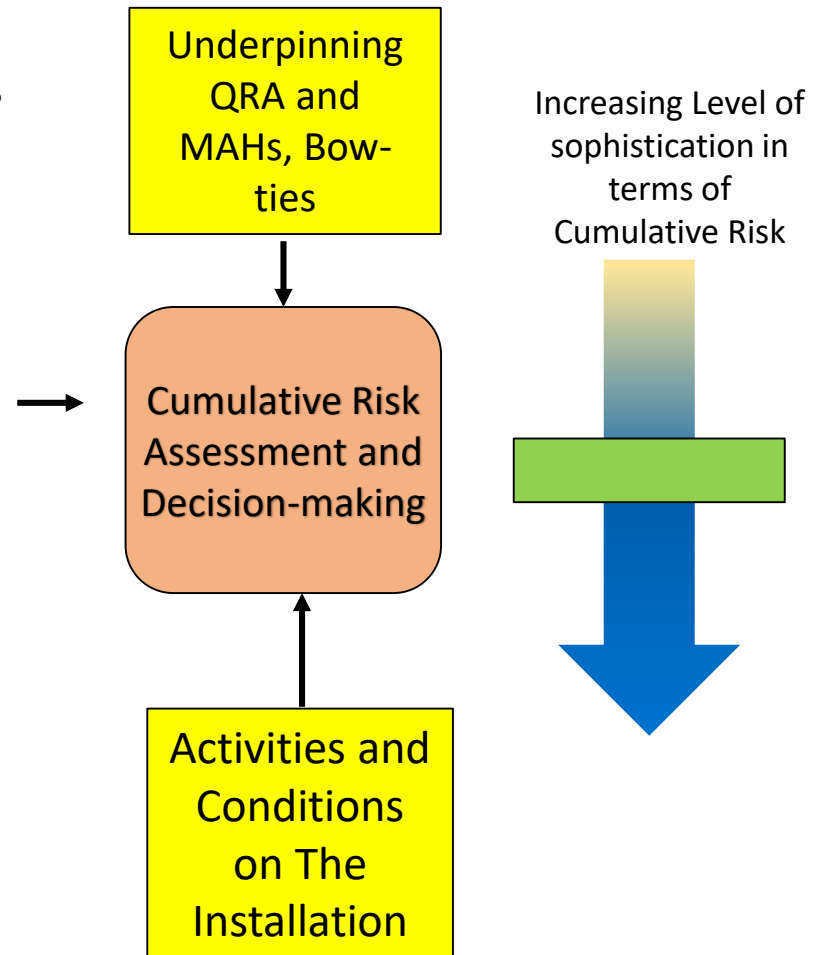 Underpinning
QRA and
MAHs, Bow-
ties
Increasing Level of
sophistication in
terms of
Cumulative Risk
Cumulative Risk
Assessment and
Decision-making
Activities and
Conditions
on The
Installation